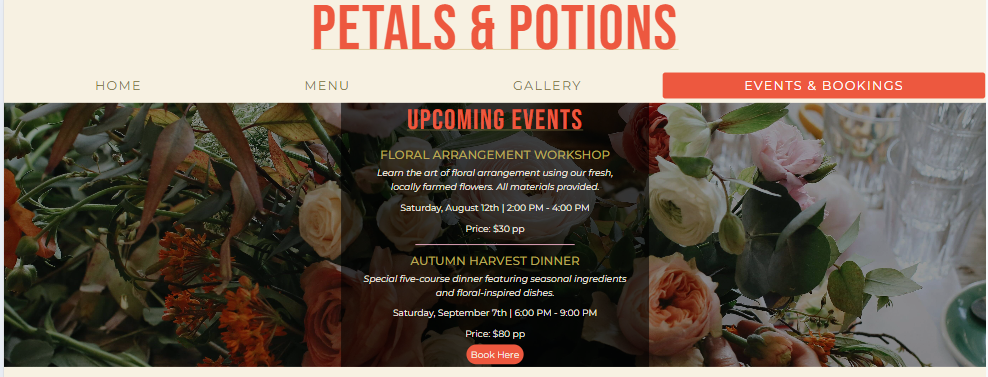 PETALS & POTIONS
HOME MENU GALLERY EVENTS & BOOKINGS
UPCOMING EVENTS
FLORAL ARRANGEMENT WORKSHOP
Learn the art of floral arrangement using our fresh,
locally farmed flowers. All materials provided.
Saturday, August 12th | 2:00 PM - 4:00 PM
Price: $30 pp
AUTUMN HARVEST DINNER
Special five-course dinner featuring seasonal ingredients
and floral-inspired dishes.
Saturday, September 7th | 6:00 PM - 9:00 PM
Price: $80 pp
Book Here